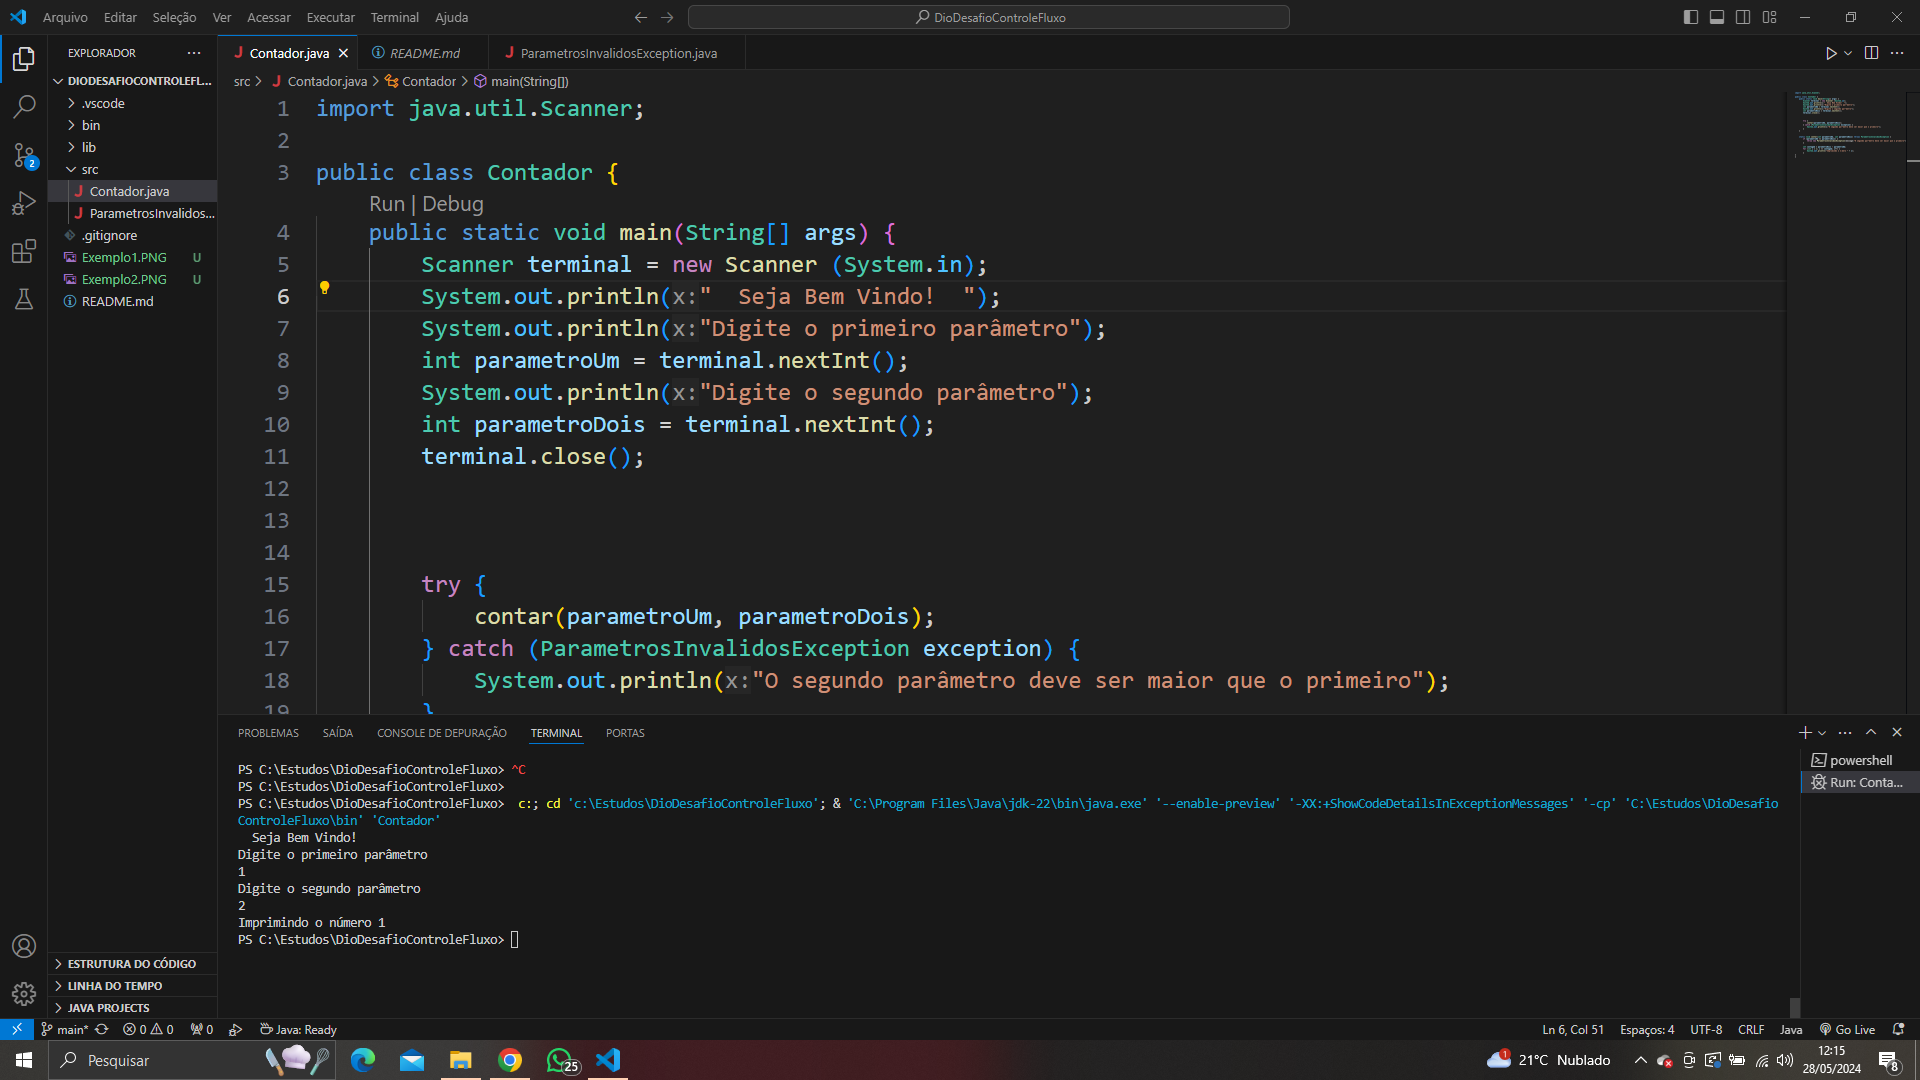 Arquivo Editar Seleção Ver Acessar Executar Terminal Ajuda
DioDesafioControleFluxo
EXPLORADOR
Contador.java
README.md
ParametrosInvalidosException.java
DIODESAFIOCONTROLEFL...
.vscode
bin
lib
src
Contador.java
ParametrosInvalidos...
.gitignore
Exemplo1.PNG U
Exemplo2.PNG U
README.md
2
src > Contador.java > Contador > main(String[])
1 import java.util.Scanner;
2
3 public class Contador {
Run | Debug
4 public static void main(String[] args) {
5 Scanner terminal = new Scanner (System.in);
6 System.out.println(x:"  Seja Bem Vindo!  ");
7 System.out.println(x:"Digite o primeiro parâmetro");
8 int parametroUm = terminal.nextInt();
9 System.out.println(x:"Digite o segundo parâmetro");
10 int parametroDois = terminal.nextInt();
11 terminal.close();
12
13
14
15 try {
16 contar(parametroUm, parametroDois);
17 } catch (ParametrosInvalidosException exception) {
18 System.out.println(x:"O segundo parâmetro deve ser maior que o primeiro");
19 }
PROBLEMAS SAÍDA CONSOLE DE DEPURAÇÃO TERMINAL PORTAS
powershell
Run: Conta...
PS C:\Estudos\DioDesafioControleFluxo> ^C
PS C:\Estudos\DioDesafioControleFluxo>
PS C:\Estudos\DioDesafioControleFluxo>  c:; cd 'c:\Estudos\DioDesafioControleFluxo'; & 'C:\Program Files\Java\jdk-22\bin\java.exe' '--enable-preview' '-XX:+ShowCodeDetailsInExceptionMessages' '-cp' 'C:\Estudos\DioDesafio
ControleFluxo\bin' 'Contador'
Seja Bem Vindo!
Digite o primeiro parâmetro
1
Digite o segundo parâmetro
2
Imprimindo o número 1
PS C:\Estudos\DioDesafioControleFluxo>
ESTRUTURA DO CÓDIGO
LINHA DO TEMPO
JAVA PROJECTS
main* 0 0 0 Java: Ready
Ln 6, Col 51 Espaços: 4 UTF-8 CRLF Java Go Live
Pesquisar
25
1 21°C Nublado
12:15
28/05/2024
8